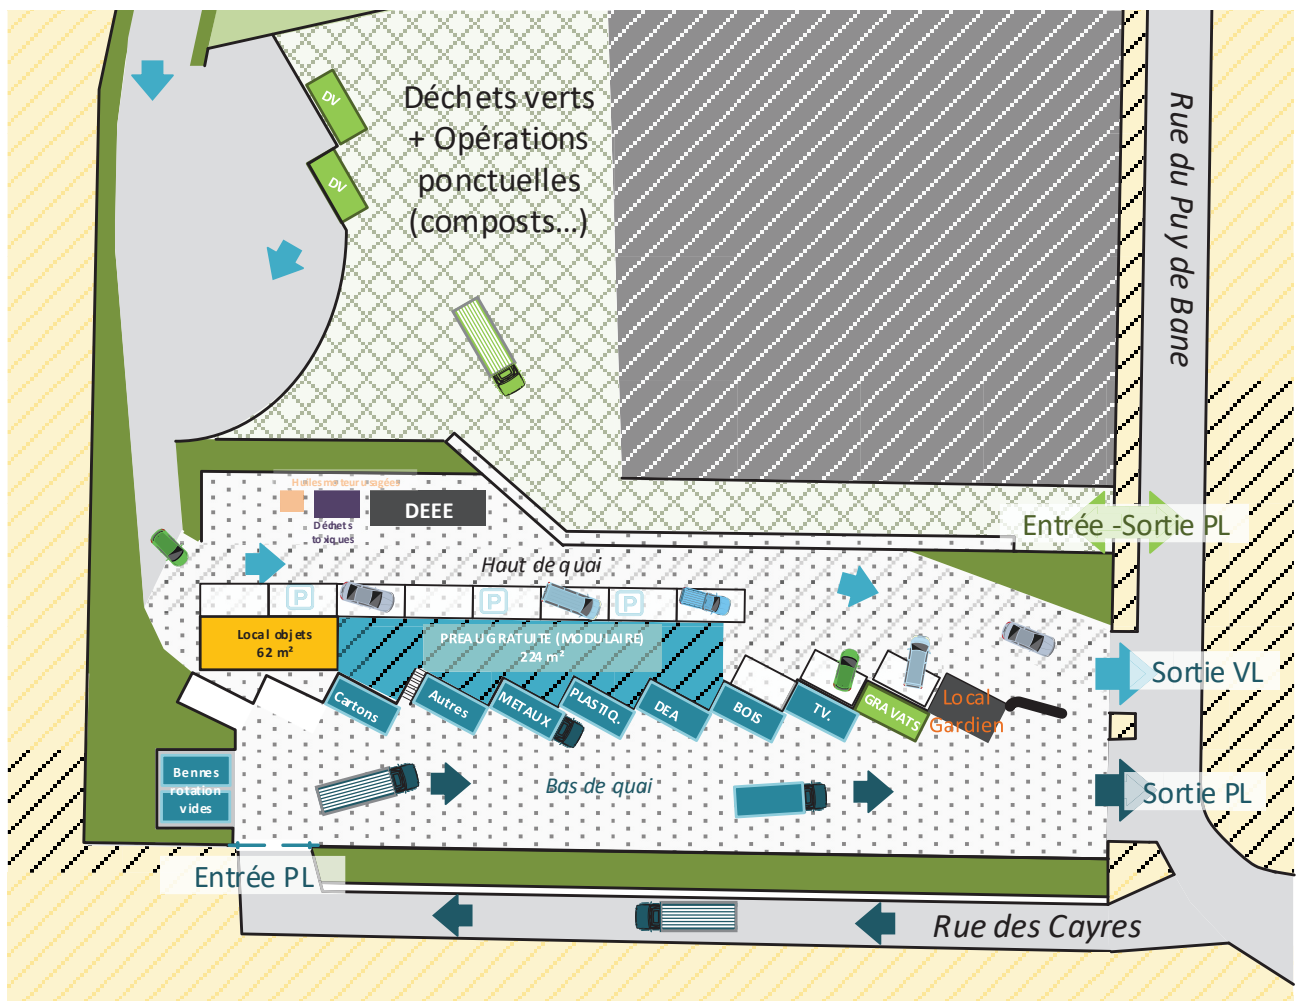 DV
DV
Déchets verts
+ Opérations
ponctuelles
(composts...)
Rue du Puy de Bane
Huiles moteur usagées
Déchets
toxiques
DEEE
Entrée -Sortie PL
Haut de quai
P
P
P
Local objets
62 m²
PREAU GRATUITE (MODULAIRE)
224 m²
Cartons
Autres
METAUX
PLASTIQ.
DEA
BOIS
TV.
GRAVATS
Local
Gardien
Sortie VL
Bennes
rotation
vides
Bas de quai
Sortie PL
Entrée PL
Rue des Cayres